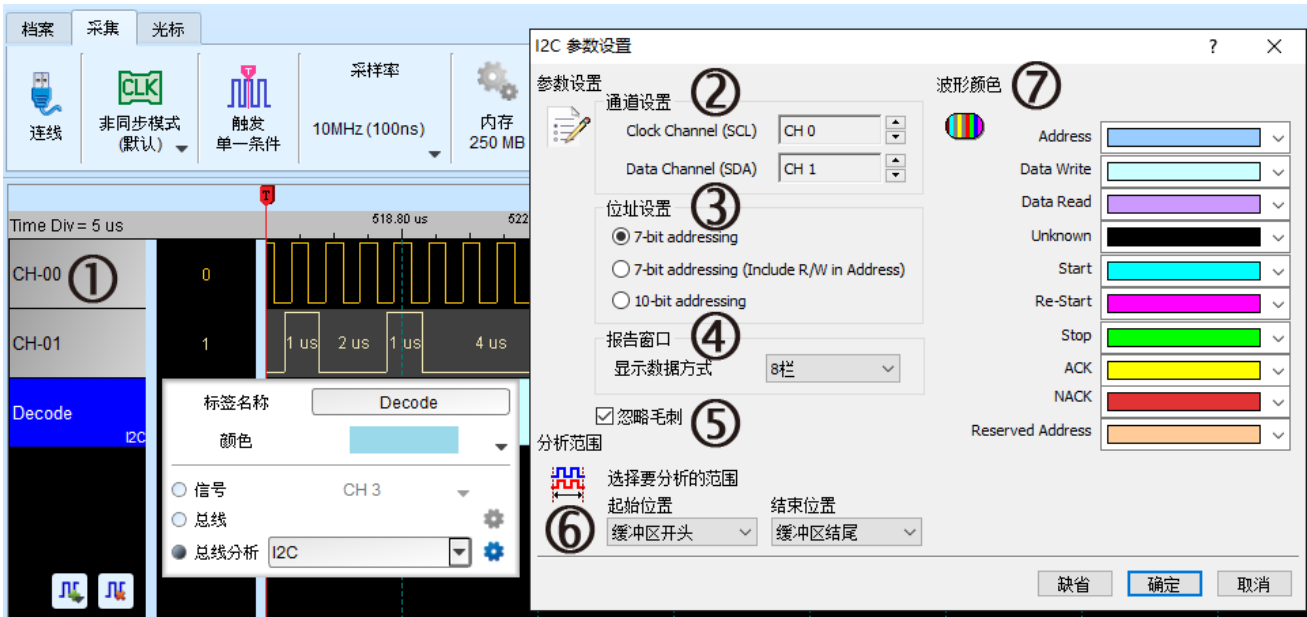 档案 采集 光标
连线
非同步模式
(默认)
触发
单一条件
采样率
10MHz (100ns)
内存
250 MB
Time Div = 5 us
518.80 us
522
CH-00
①
0
CH-01
1
1 us
2 us
1 us
4 us
Decode
I2C
标签名称
Decode
颜色
信号
CH 3
总线
总线分析
I2C
I2C 参数设置
?
参数设置
通道设置
②
Clock Channel (SCL)
CH 0
Data Channel (SDA)
CH 1
位址设置
③
7-bit addressing
7-bit addressing (Include R/W in Address)
10-bit addressing
报告窗口
④
显示数据方式
8栏
忽略毛刺
⑤
分析范围
选择要分析的范围
⑥
起始位置
结束位置
缓冲区开头
缓冲区结尾
波形颜色
⑦
Address
Data Write
Data Read
Unknown
Start
Re-Start
Stop
ACK
NACK
Reserved Address
缺省
确定
取消